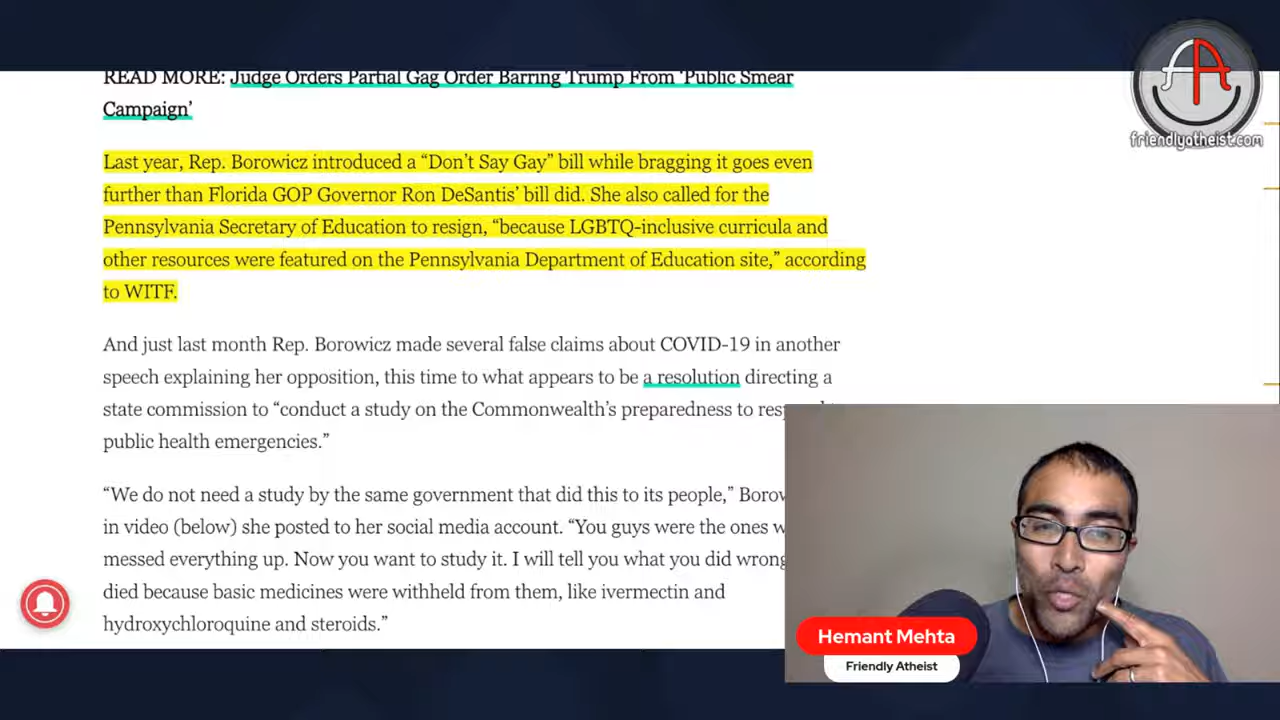 READ MORE: Judge Orders Partial Gag Order Barring Trump From ‘Public Smear
Campaign’
friendlyatheist.com
Last year, Rep. Borowicz introduced a “Don’t Say Gay” bill while bragging it goes even
further than Florida GOP Governor Ron DeSantis’ bill did. She also called for the
Pennsylvania Secretary of Education to resign, “because LGBTQ-inclusive curricula and
other resources were featured on the Pennsylvania Department of Education site,” according
to WITF.
And just last month Rep. Borowicz made several false claims about COVID-19 in another
speech explaining her opposition, this time to what appears to be a resolution directing a
state commission to “conduct a study on the Commonwealth’s preparedness to
public health emergencies.”
“We do not need a study by the same government that did this to its people,”
in video (below) she posted to her social media account. “You guys were the ones
messed everything up. Now you want to study it. I will tell you what you did wrong
died because basic medicines were withheld from them, like ivermectin and
hydroxychloroquine and steroids.”
Hemant Mehta
Friendly Atheist